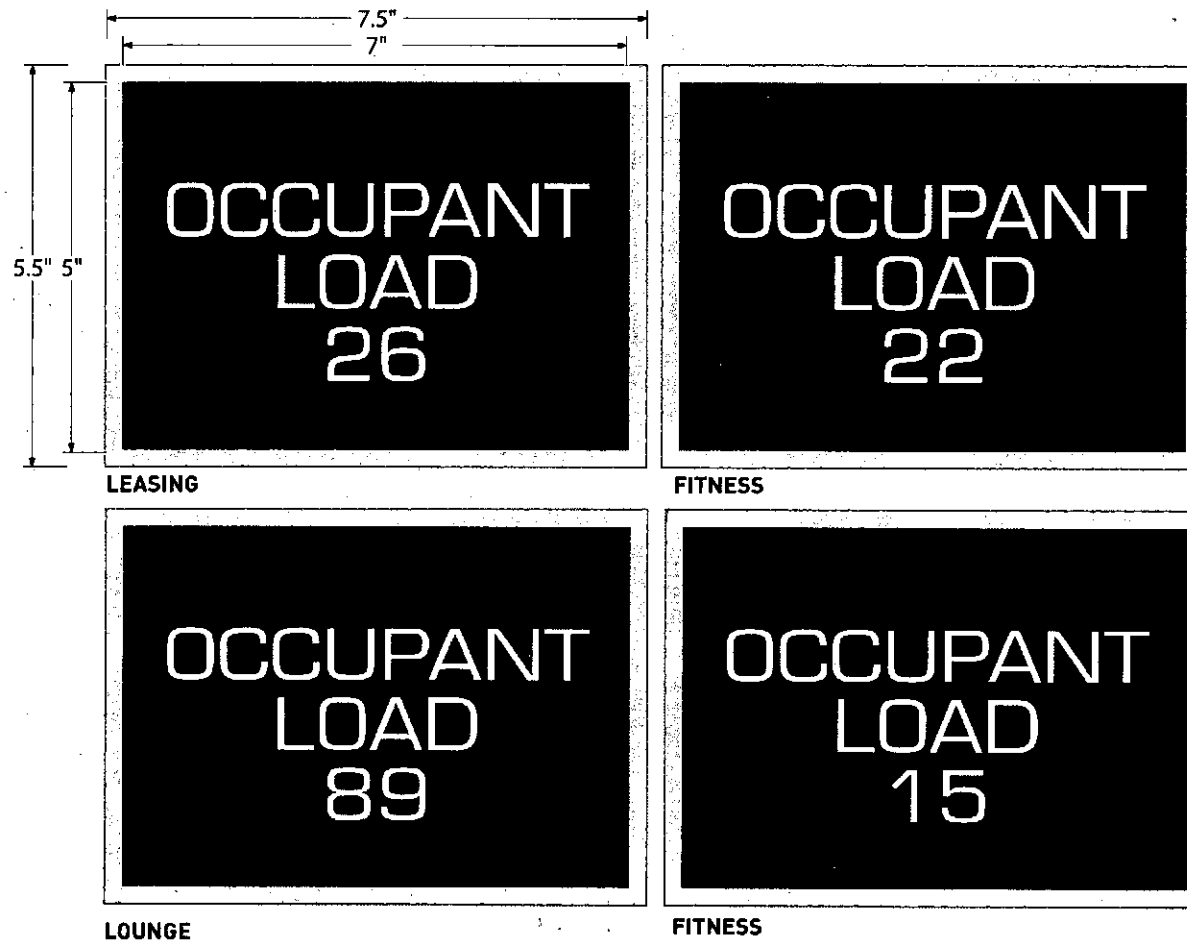 7.5"
7"
5.5" 5"
OCCUPANT
LOAD
26
LEASING
OCCUPANT
LOAD
22
FITNESS
OCCUPANT
LOAD
89
LOUNGE
OCCUPANT
LOAD
15
FITNESS